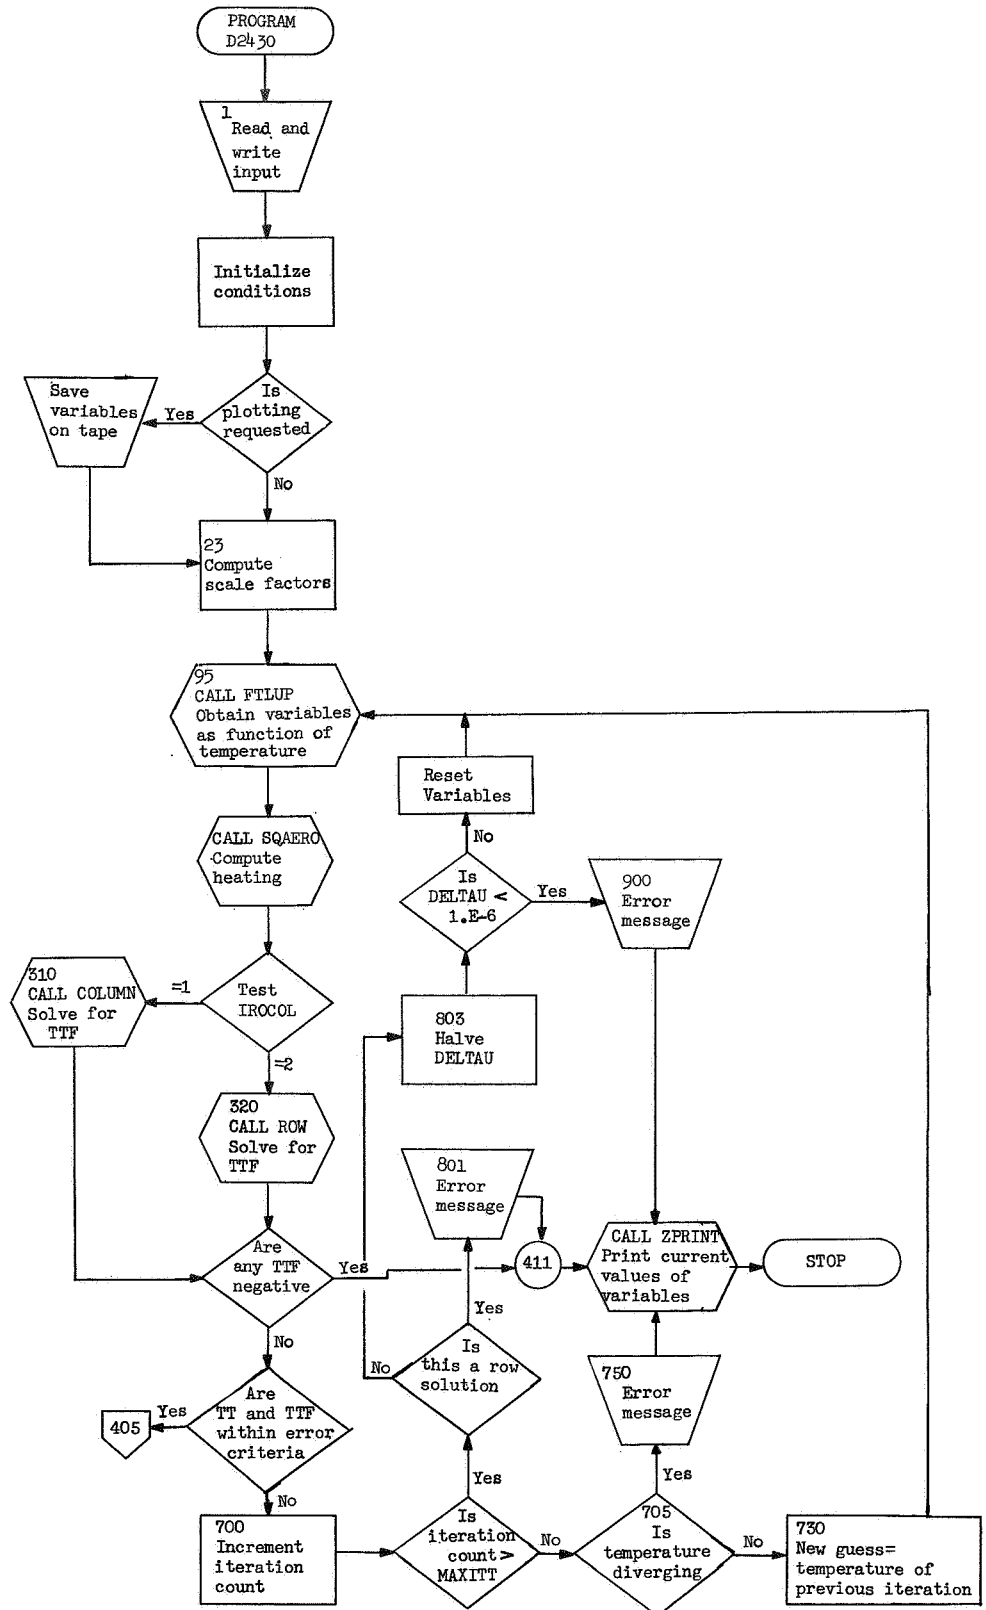 PROGRAM
D2430
1
Read and
write
input
Initialize
conditions
Is
plotting
requested
Yes
Save
variables
on tape
No
23
Compute
scale factors
95
CALL FTLUP
Obtain variables
as function of
temperature
CALL SQAERO
Compute
heating
Test
IROCOL
=1
310
CALL COLUMN
Solve for
TTF
=2
320
CALL ROW
Solve for
TTF
Are
any TTF
negative
Yes
No
Are
TT and TTF
within error
criteria
Yes
405
No
700
Increment
iteration
count
Is
iteration
count >
MAXITT
Yes
No
Is
this a row
solution
Yes
No
801
Error
message
411
803
Halve
DELTAU
Is
DELTAU <
1.E-6
Yes
No
Reset
Variables
900
Error
message
CALL ZPRINT
Print current
values of
variables
STOP
750
Error
message
Yes
705
Is
temperature
diverging
No
730
New guess=
temperature of
previous iteration